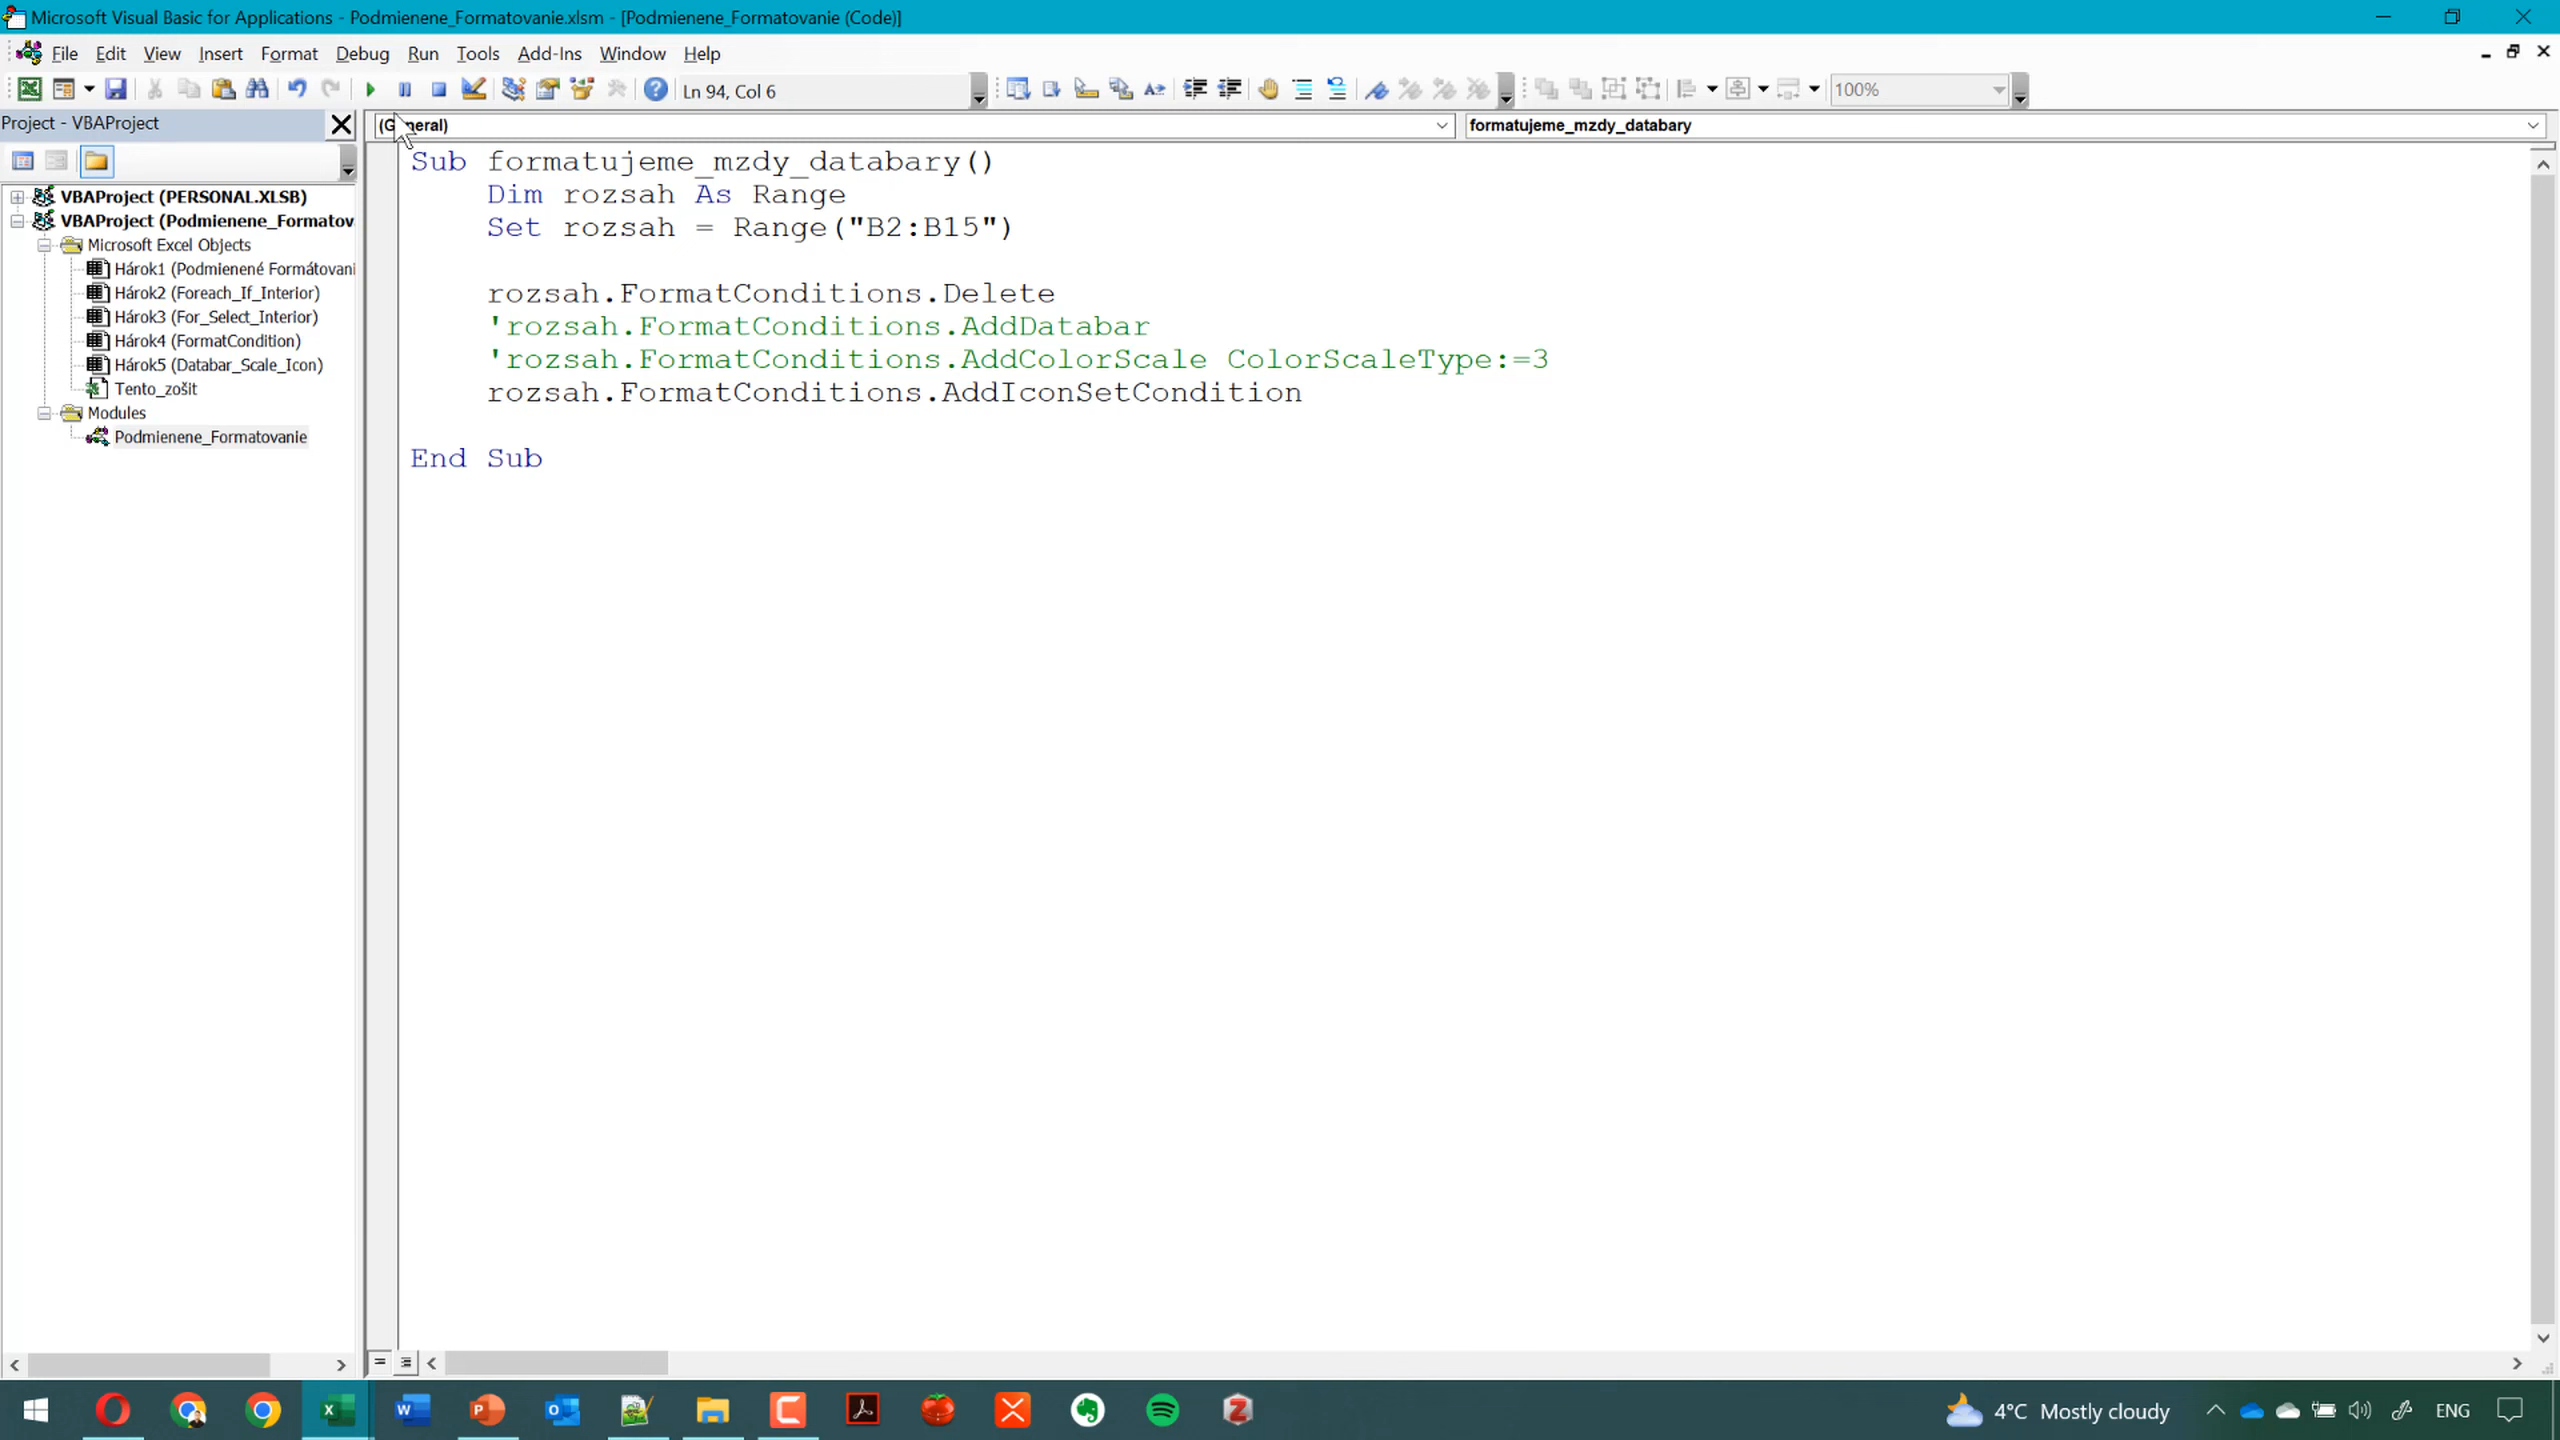 Microsoft Visual Basic for Applications - Podmienene_Formatovanie.xlsm - [Podmienene_Formatovanie (Code)]
File Edit View Insert Format Debug Run Tools Add-Ins Window Help
Ln 94, Col 6
100%
Project - VBAProject
formatujeme_mzdy_databary
VBAProject (PERSONAL.XLSB)
VBAProject (Podmienene_Formatov
Microsoft Excel Objects
Hárok1 (Podmienené Formátovani
Hárok2 (Foreach_If_Interior)
Hárok3 (For_Select_Interior)
Hárok4 (FormatCondition)
Hárok5 (Databar_Scale_Icon)
Tento_zošit
Modules
Podmienene_Formatovanie
Sub formatujeme_mzdy_databary()
Dim rozsah As Range
Set rozsah = Range("B2:B15")
rozsah.FormatConditions.Delete
'rozsah.FormatConditions.AddDatabar
'rozsah.FormatConditions.AddColorScale ColorScaleType:=3
rozsah.FormatConditions.AddIconSetCondition
End Sub
4°C Mostly cloudy
ENG